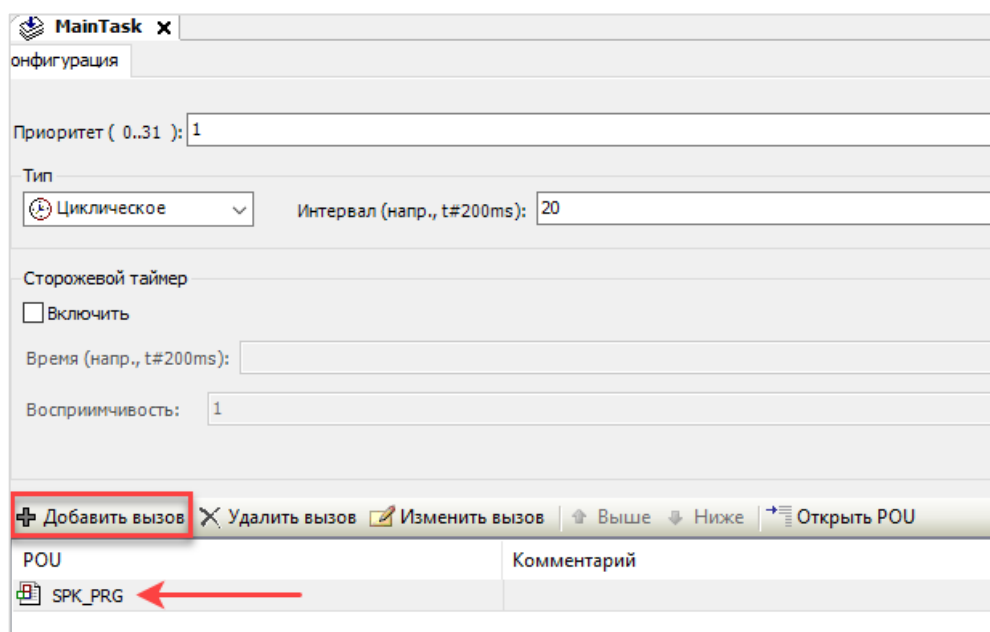 MainTask
онфигурация
Приоритет ( 0..31 ): 1
Тип
Циклическое Интервал (напр., t#200ms): 20
Сторожевой таймер
Включить
Время (напр., t#200ms):
Восприимчивость: 1
Добавить вызов Удалить вызов Изменить вызов Выше Ниже Открыть POU
POU Комментарий
SPK_PRG